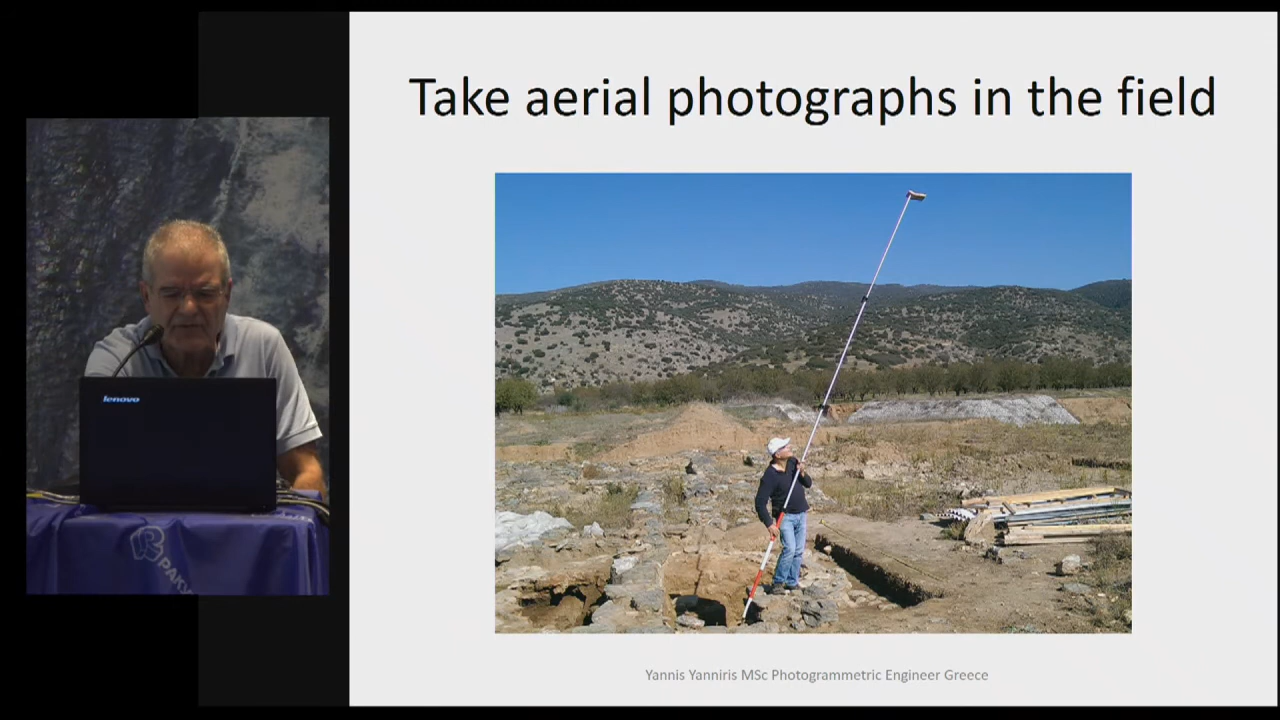 Take aerial photographs in the field
lenovo
Yannis Yanniris MSc Photogrammetric Engineer Greece